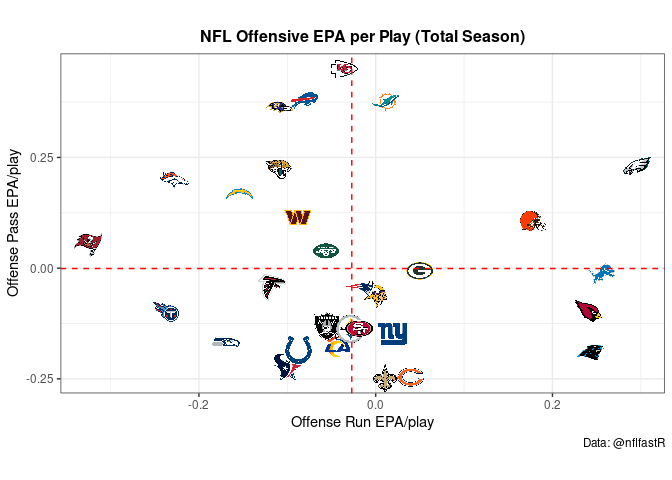 NFL Offensive EPA per Play (Total Season)
Offense Pass EPA/play
0.25
0.00
-0.25
-0.2
0.0
0.2
Offense Run EPA/play
Data: @nflfastR